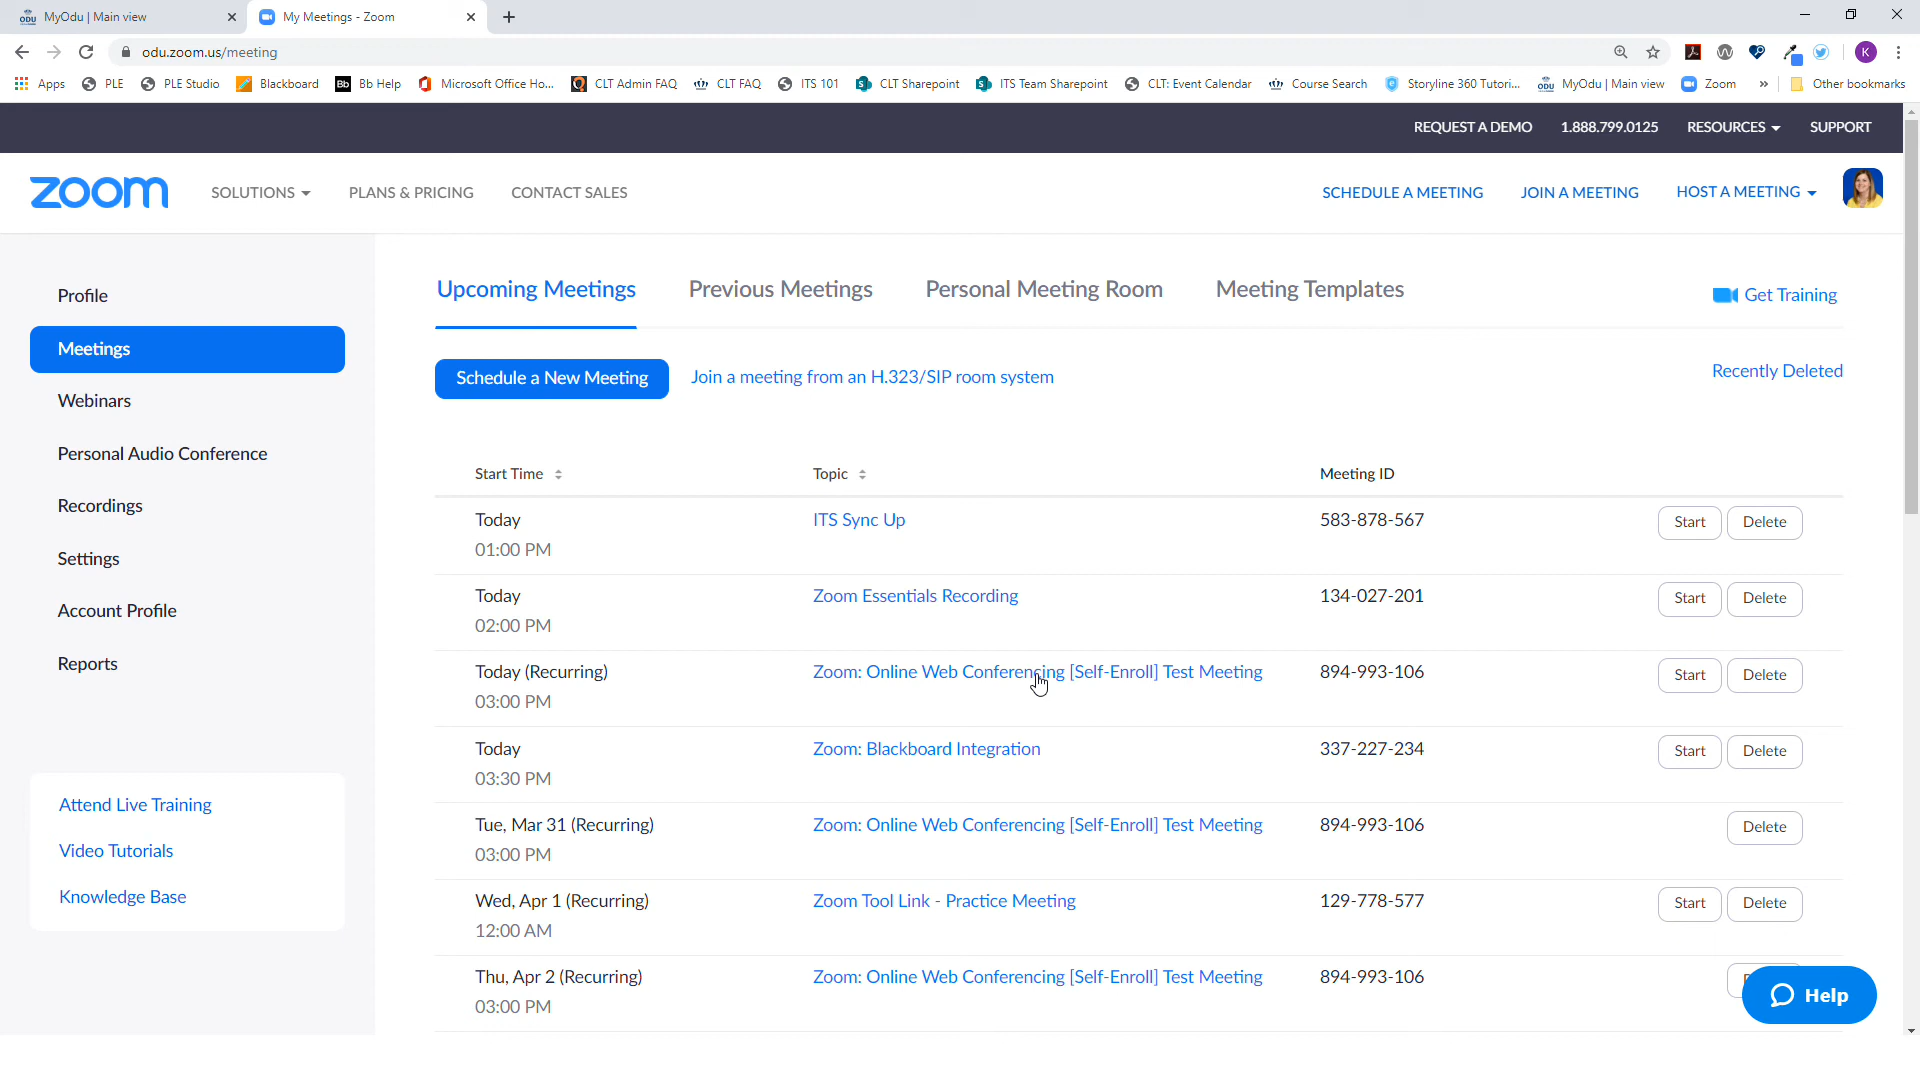 MyOdu | Main view
My Meetings - Zoom
odu.zoom.us/meeting
K
Apps PLE PLE Studio Blackboard Bb Bb Help Microsoft Office Ho... CLT Admin FAQ CLT FAQ ITS 101 CLT Sharepoint ITS Team Sharepoint CLT: Event Calendar Course Search Storyline 360 Tutori... ODU MyOdu | Main view Zoom » Other bookmarks
REQUEST A DEMO 1.888.799.0125 RESOURCES SUPPORT
zoom SOLUTIONS PLANS & PRICING CONTACT SALES SCHEDULE A MEETING JOIN A MEETING HOST A MEETING
Profile
Meetings
Webinars
Personal Audio Conference
Recordings
Settings
Account Profile
Reports
Attend Live Training
Video Tutorials
Knowledge Base
Upcoming Meetings Previous Meetings Personal Meeting Room Meeting Templates
Get Training
Schedule a New Meeting Join a meeting from an H.323/SIP room system Recently Deleted
Start Time Topic Meeting ID
Today ITS Sync Up 583-878-567 Start Delete
01:00 PM
Today Zoom Essentials Recording 134-027-201 Start Delete
02:00 PM
Today (Recurring) Zoom: Online Web Conferencing [Self-Enroll] Test Meeting 894-993-106 Start Delete
03:00 PM
Today Zoom: Blackboard Integration 337-227-234 Start Delete
03:30 PM
Tue, Mar 31 (Recurring) Zoom: Online Web Conferencing [Self-Enroll] Test Meeting 894-993-106 Delete
03:00 PM
Wed, Apr 1 (Recurring) Zoom Tool Link - Practice Meeting 129-778-577 Start Delete
12:00 AM
Thu, Apr 2 (Recurring) Zoom: Online Web Conferencing [Self-Enroll] Test Meeting 894-993-106
03:00 PM
Help